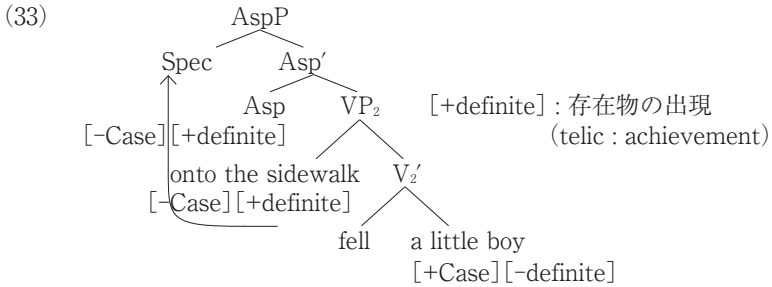 (33)
AspP
Spec Asp′
Asp VP₂ [+definite] : 存在物の出現
[-Case][+definite] (telic : achievement)
onto the sidewalk V₂′
[-Case][+definite]
fell a little boy
[+Case][-definite]